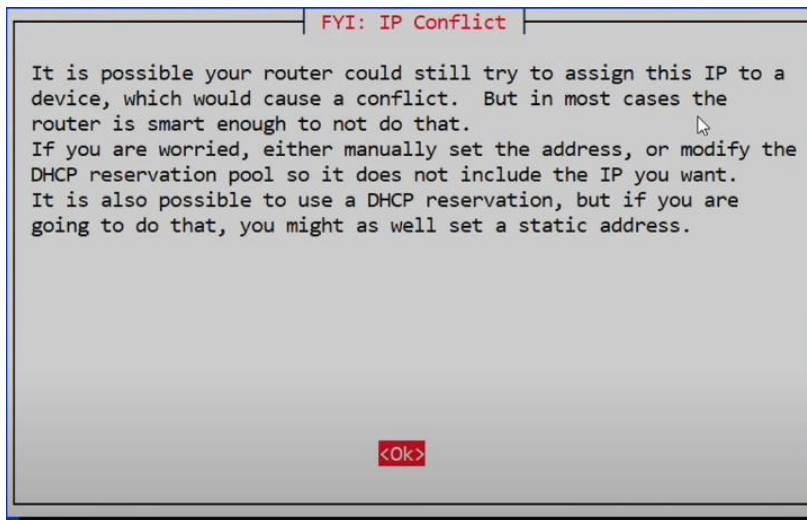 FYI: IP Conflict
It is possible your router could still try to assign this IP to a
device, which would cause a conflict.  But in most cases the
router is smart enough to not do that.
If you are worried, either manually set the address, or modify the
DHCP reservation pool so it does not include the IP you want.
It is also possible to use a DHCP reservation, but if you are
going to do that, you might as well set a static address.
<Ok>